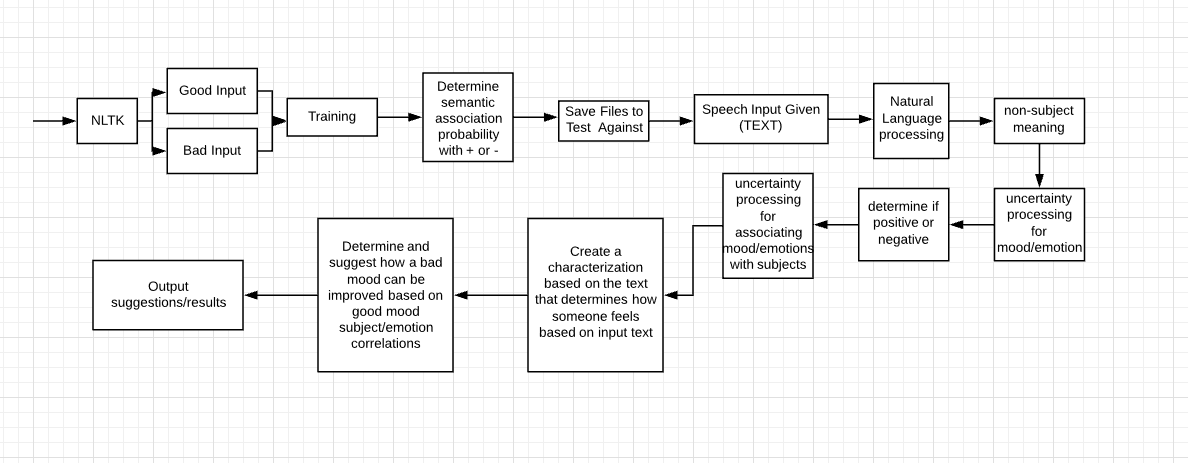 NLTK
Good Input
Bad Input
Training
Determine
semantic
association
probability
with + or -
Save Files to
Test Against
Speech Input Given
(TEXT)
Natural
Language
processing
non-subject
meaning
uncertainty
processing
for
mood/emotion
determine if
positive or
negative
uncertainty
processing
for
associating
mood/emotions
with subjects
Create a
characterization
based on the text
that determines how
someone feels
based on input text
Determine and
suggest how a bad
mood can be
improved based on
good mood
subject/emotion
correlations
Output
suggestions/results